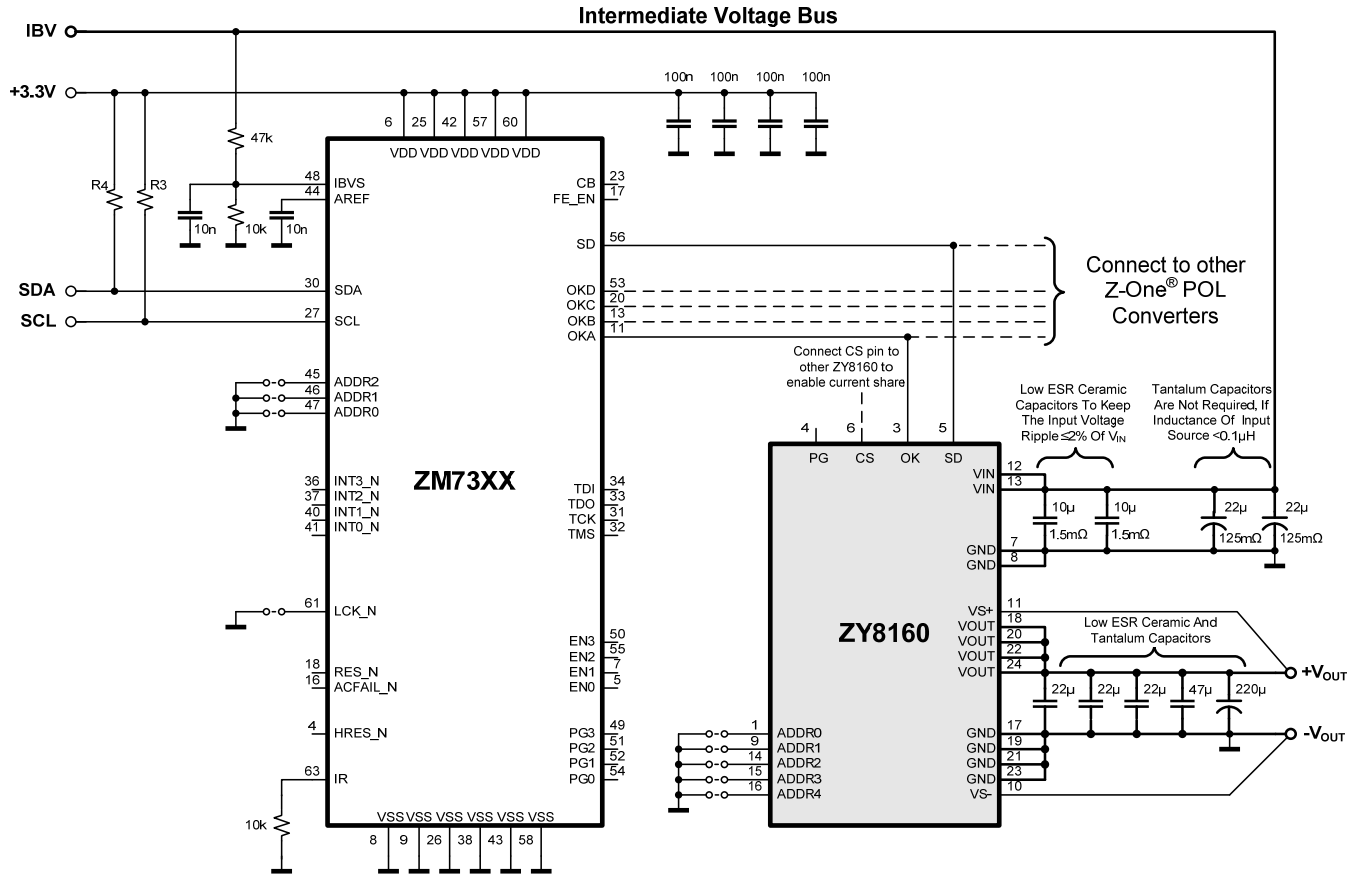 Intermediate Voltage Bus
IBV
+3.3V
100n 100n 100n 100n
6 25 42 57 60
VDD VDD VDD VDD VDD
47k
R4
R3
48 IBVS
44 AREF
10n
10k
10n
CB 23
FE_EN 17
SD 56
SDA
30 SDA
SCL
27 SCL
OKD 53
OKC 20
OKB 13
OKA 11
Connect to other
Z-One® POL
Converters
45 ADDR2
46 ADDR1
47 ADDR0
Connect CS pin to
other ZY8160 to
enable current share
Low ESR Ceramic
Capacitors To Keep
The Input Voltage
Ripple ≤2% Of VIN
Tantalum Capacitors
Are Not Required, If
Inductance Of Input
Source <0.1µH
4 6 3 5
PG CS OK SD
ZM73XX
36 INT3_N
37 INT2_N
40 INT1_N
41 INT0_N
TDI 34
TDO 33
TCK 31
TMS 32
VIN 12
VIN 13
10µ 10µ 22µ 22µ
1.5mΩ 1.5mΩ 125mΩ 125mΩ
GND 7
GND 8
61 LCK_N
ZY8160
VS+ 11
VOUT 18
VOUT 20
VOUT 22
VOUT 24
Low ESR Ceramic And
Tantalum Capacitors
+VOUT
22µ 22µ 22µ 47µ 220µ
EN3 50
EN2 55
EN1 7
EN0 5
18 RES_N
16 ACFAIL_N
4 HRES_N
PG3 49
PG2 51
PG1 52
PG0 54
1 ADDR0
9 ADDR1
14 ADDR2
15 ADDR3
16 ADDR4
GND 17
GND 19
GND 21
GND 23
VS- 10
-VOUT
63 IR
10k
VSS VSS VSS VSS VSS VSS
8 9 26 38 43 58